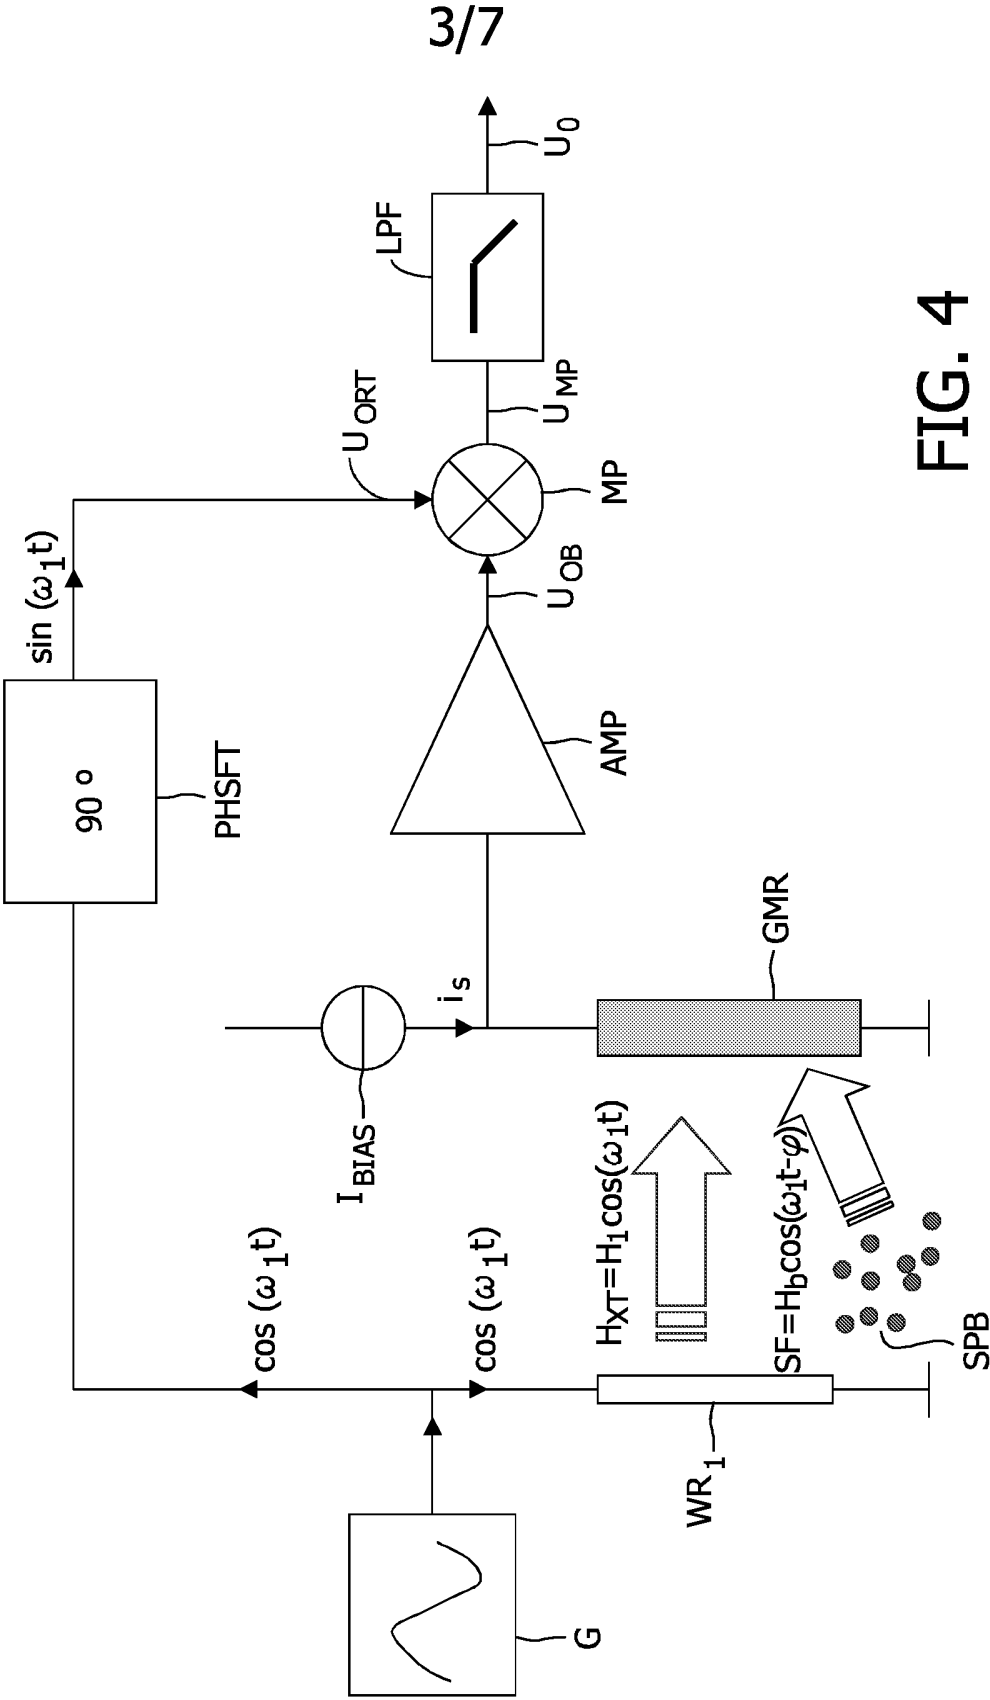 3/7
90°
PHSFT
sin (ω1t)
cos (ω1t)
cos (ω1t)
IBIAS
is
UORT
LPF
U0
UMP
MP
UOB
AMP
G
WR1
HXT=H1cos(ω1t)
SF=Hbcos(ω1t-φ)
SPB
GMR
FIG. 4